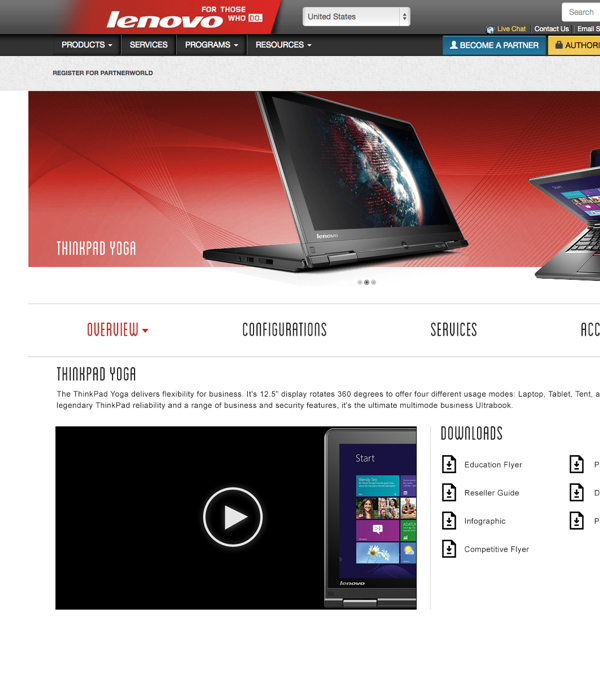 FOR THOSE
lenovo WHO DO.
United States
Search
Live Chat | Contact Us | Email S
PRODUCTS SERVICES PROGRAMS RESOURCES
BECOME A PARTNER AUTHORI
REGISTER FOR PARTNERWORLD
lenovo
Start
THINKPAD YOGA
OVERVIEW CONFIGURATIONS SERVICES ACC
THINKPAD YOGA
The ThinkPad Yoga delivers flexibility for business. It's 12.5" display rotates 360 degrees to offer four different usage modes: Laptop, Tablet, Tent, a
legendary ThinkPad reliability and a range of business and security features, it's the ultimate multimode business Ultrabook.
Start
lenovo
DOWNLOADS
Education Flyer P
Reseller Guide D
Infographic P
Competitive Flyer